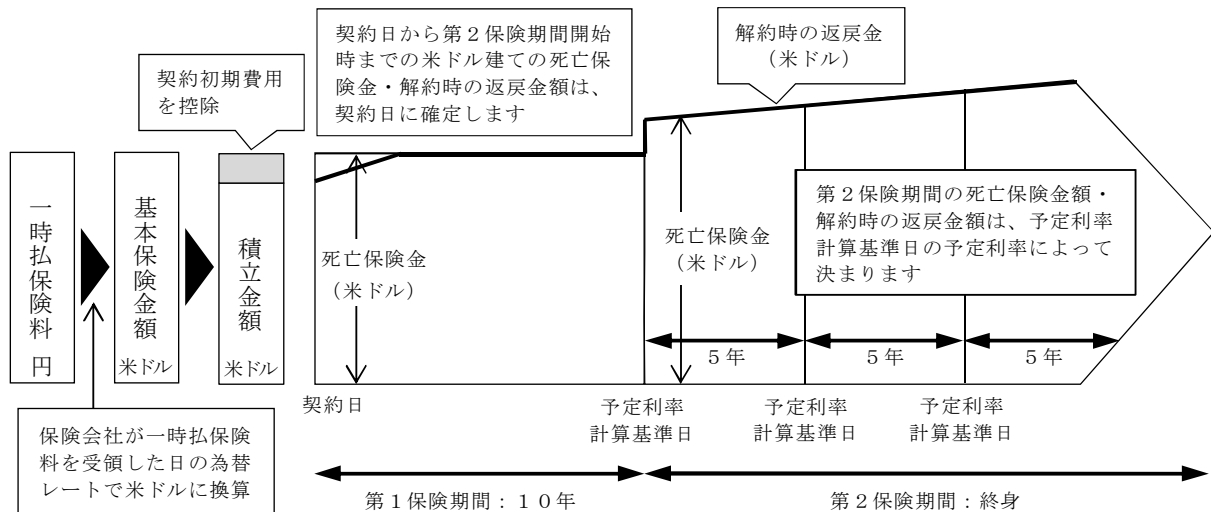 契約日から第２保険期間開始
時までの米ドル建ての死亡保
険金・解約時の返戻金額は、
契約日に確定します
解約時の返戻金
（米ドル）
契約初期費用
を控除
一時払保険料
円
基本保険金額
米ドル
積立金額
米ドル
死亡保険金
（米ドル）
死亡保険金
（米ドル）
第２保険期間の死亡保険金額・
解約時の返戻金額は、予定利率
計算基準日の予定利率によって
決まります
５年
５年
５年
契約日
予定利率
計算基準日
予定利率
計算基準日
予定利率
計算基準日
保険会社が一時払保険
料を受領した日の為替
レートで米ドルに換算
第１保険期間：１０年
第２保険期間：終身